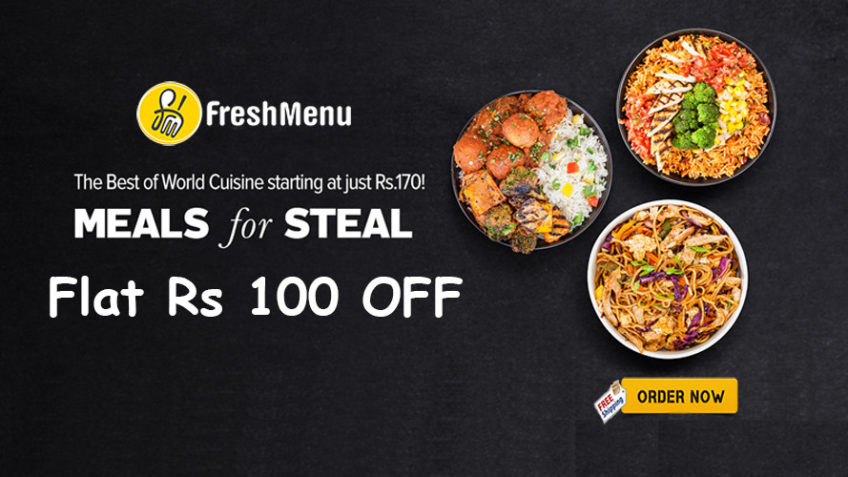 FreshMenu
The Best of World Cuisine starting at just Rs.170!
MEALS for STEAL
Flat Rs 100 OFF
FREE
Shipping
ORDER NOW